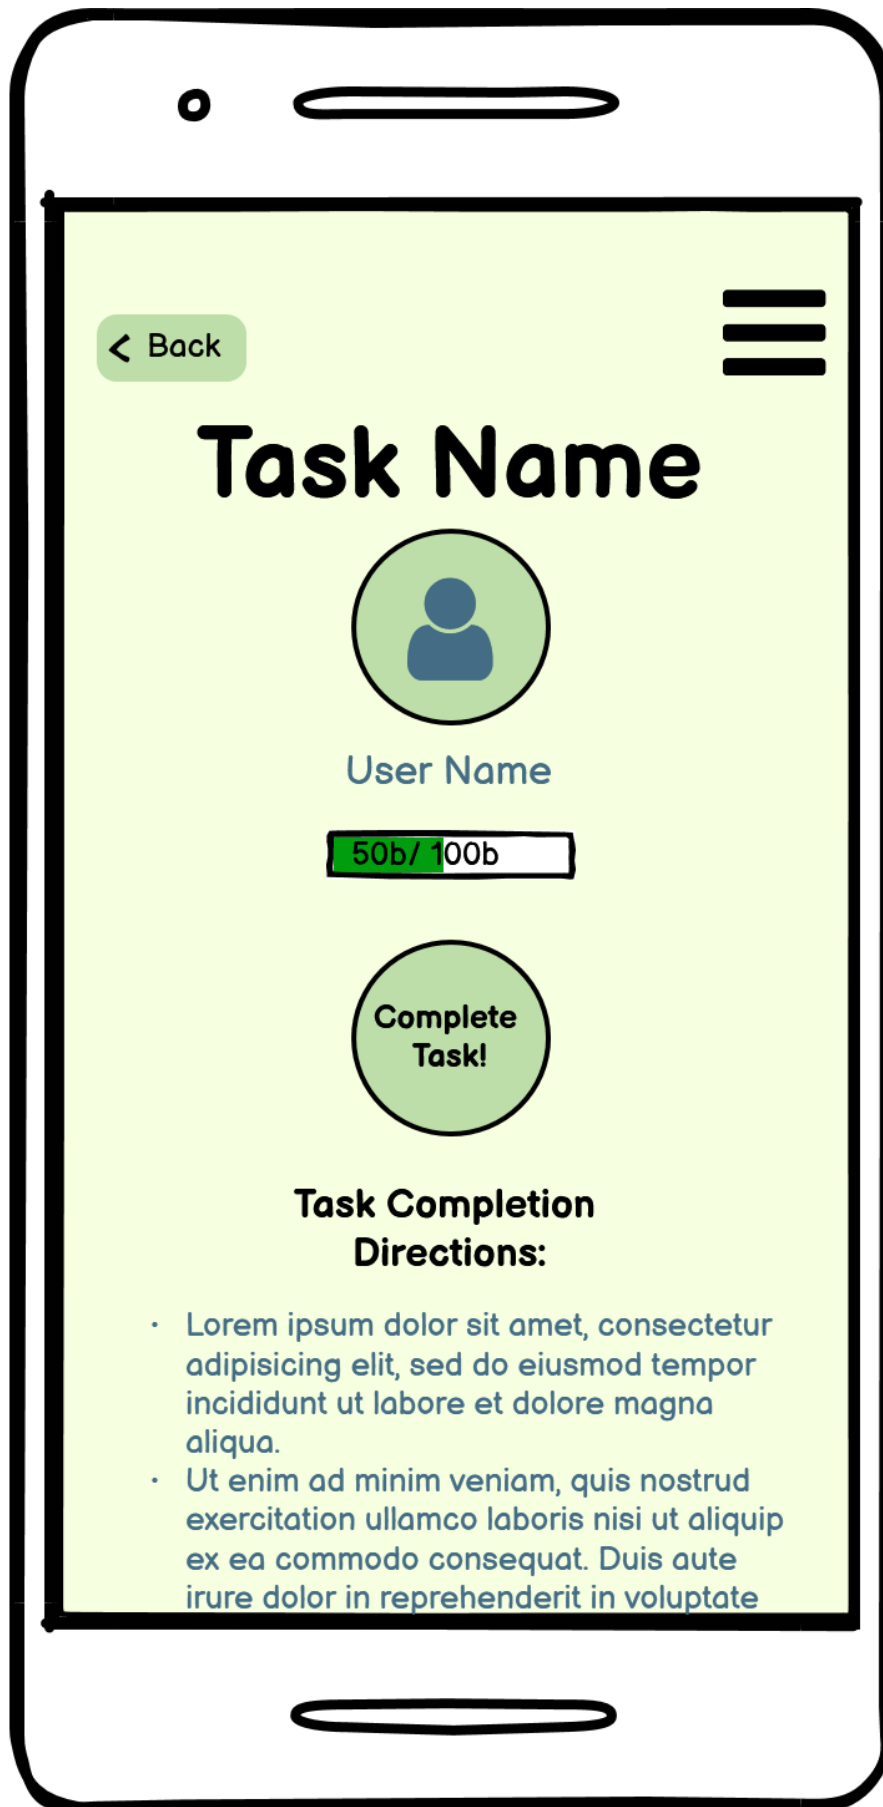 Back
Task Name
User Name
50b/ 100b
Complete
Task!
Task Completion
Directions:
• Lorem ipsum dolor sit amet, consectetur
adipisicing elit, sed do eiusmod tempor
incididunt ut labore et dolore magna
aliqua.
• Ut enim ad minim veniam, quis nostrud
exercitation ullamco laboris nisi ut aliquip
ex ea commodo consequat. Duis aute
irure dolor in reprehenderit in voluptate